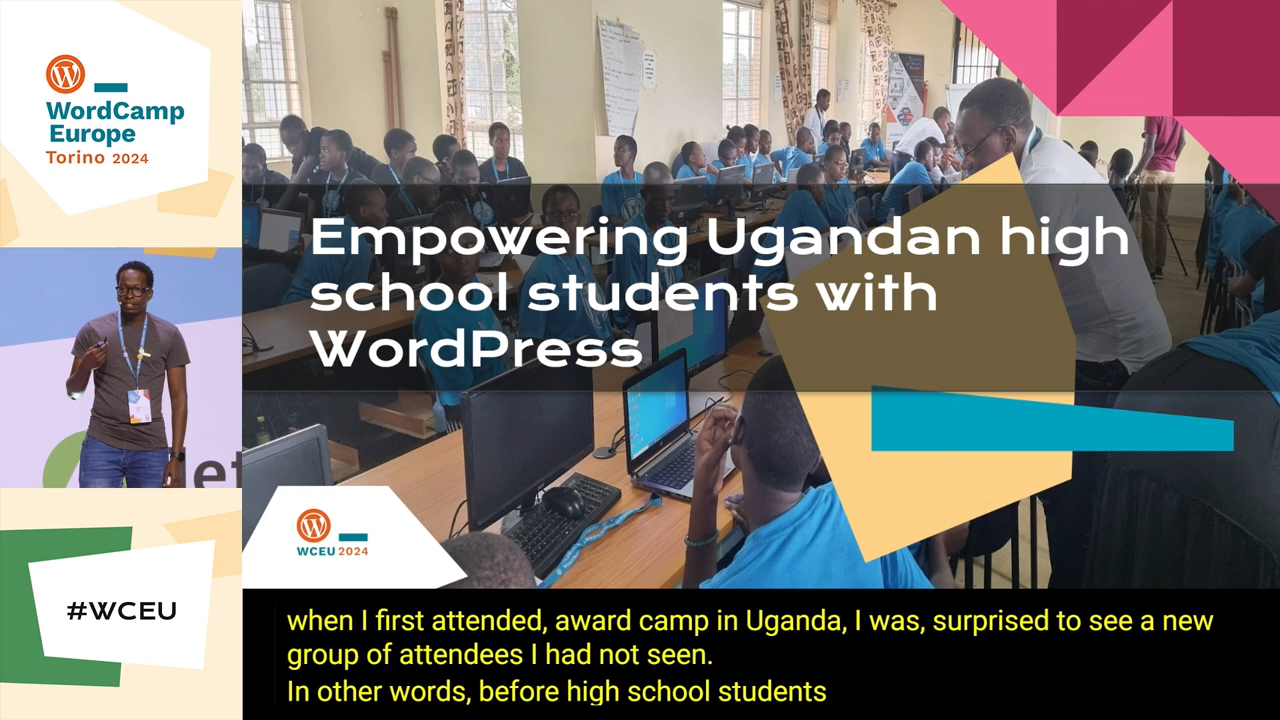 WordCamp
Europe
Torino 2024
Empowering Ugandan high
school students with
WordPress
WCEU 2024
#WCEU
when I first attended, award camp in Uganda, I was, surprised to see a new
group of attendees I had not seen.
In other words, before high school students